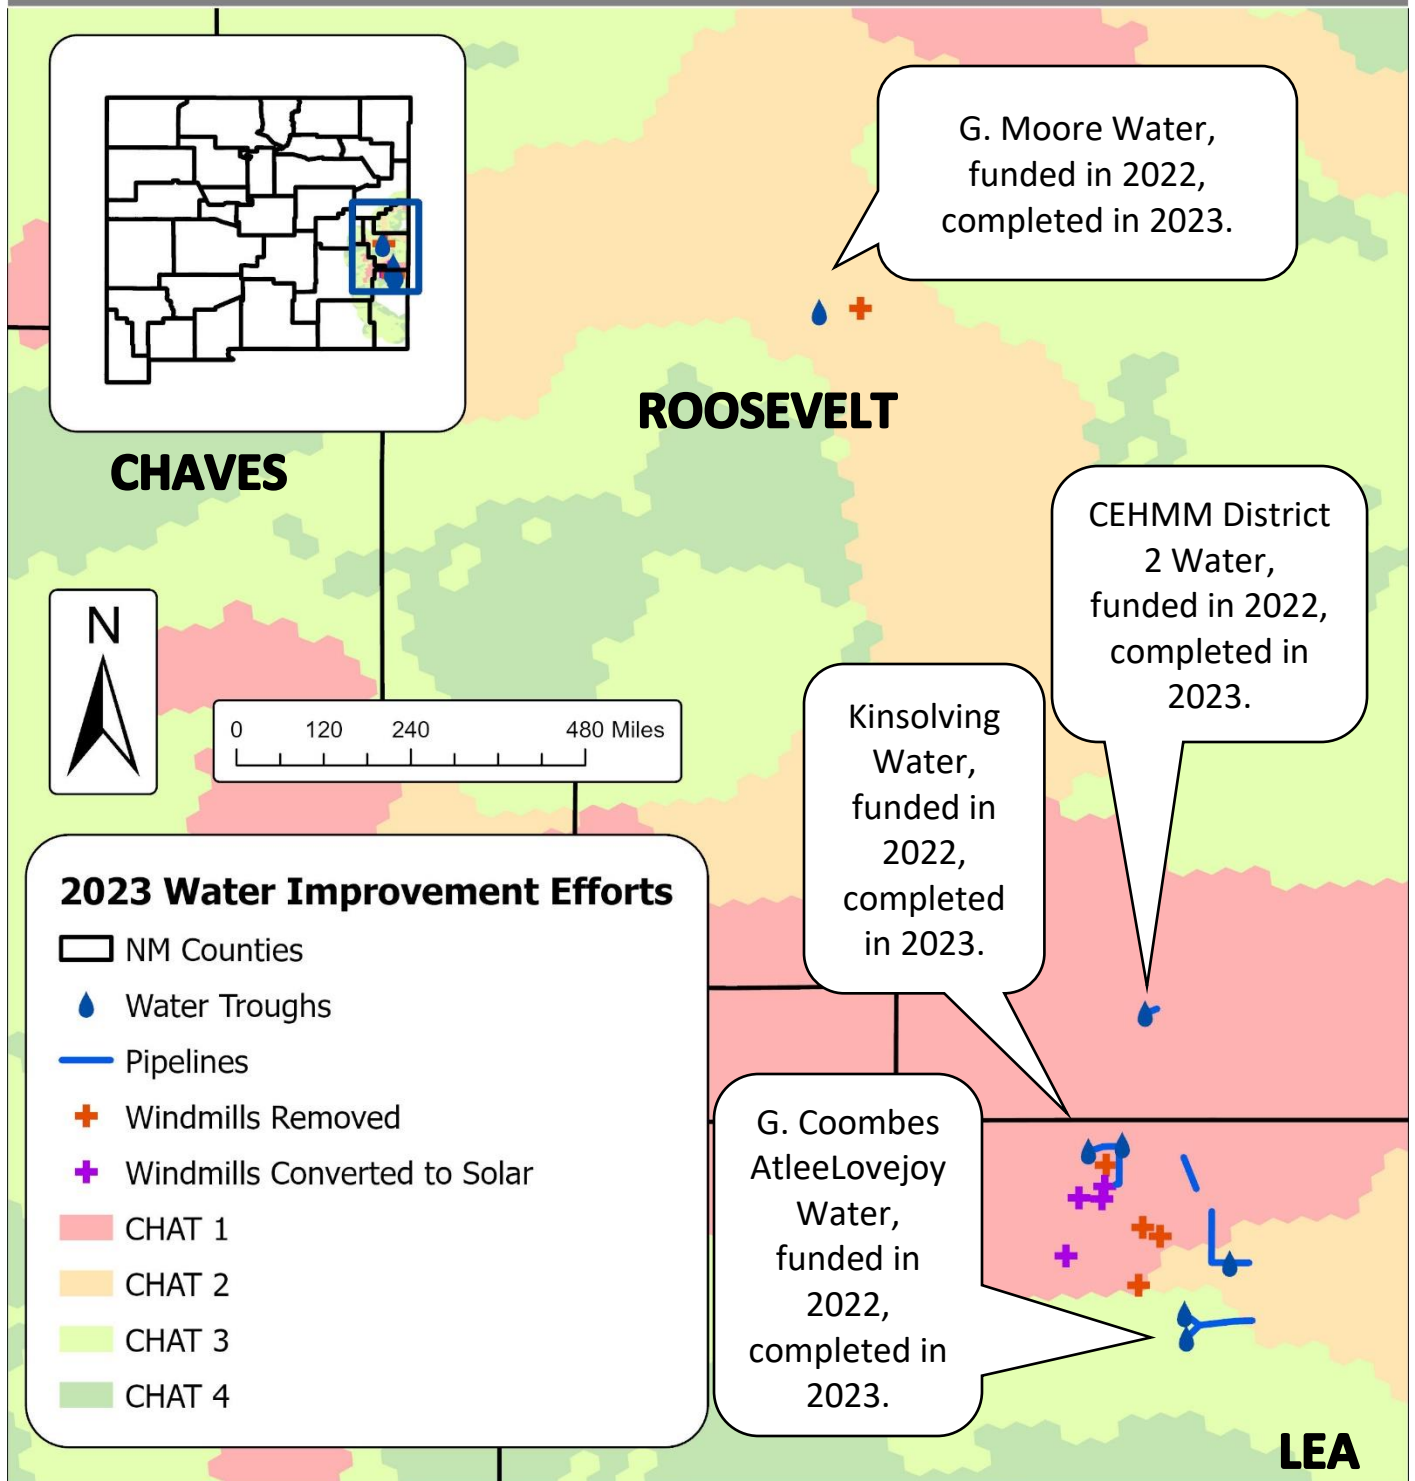 G. Moore Water,
funded in 2022,
completed in 2023.
ROOSEVELT
CHAVES
CEHMM District
2 Water,
funded in 2022,
completed in
2023.
N
0 120 240 480 Miles
Kinsolving
Water,
funded in
2022,
completed
in 2023.
2023 Water Improvement Efforts
NM Counties
Water Troughs
Pipelines
Windmills Removed
Windmills Converted to Solar
CHAT 1
CHAT 2
CHAT 3
CHAT 4
G. Coombes
AtleeLovejoy
Water,
funded in
2022,
completed in
2023.
LEA